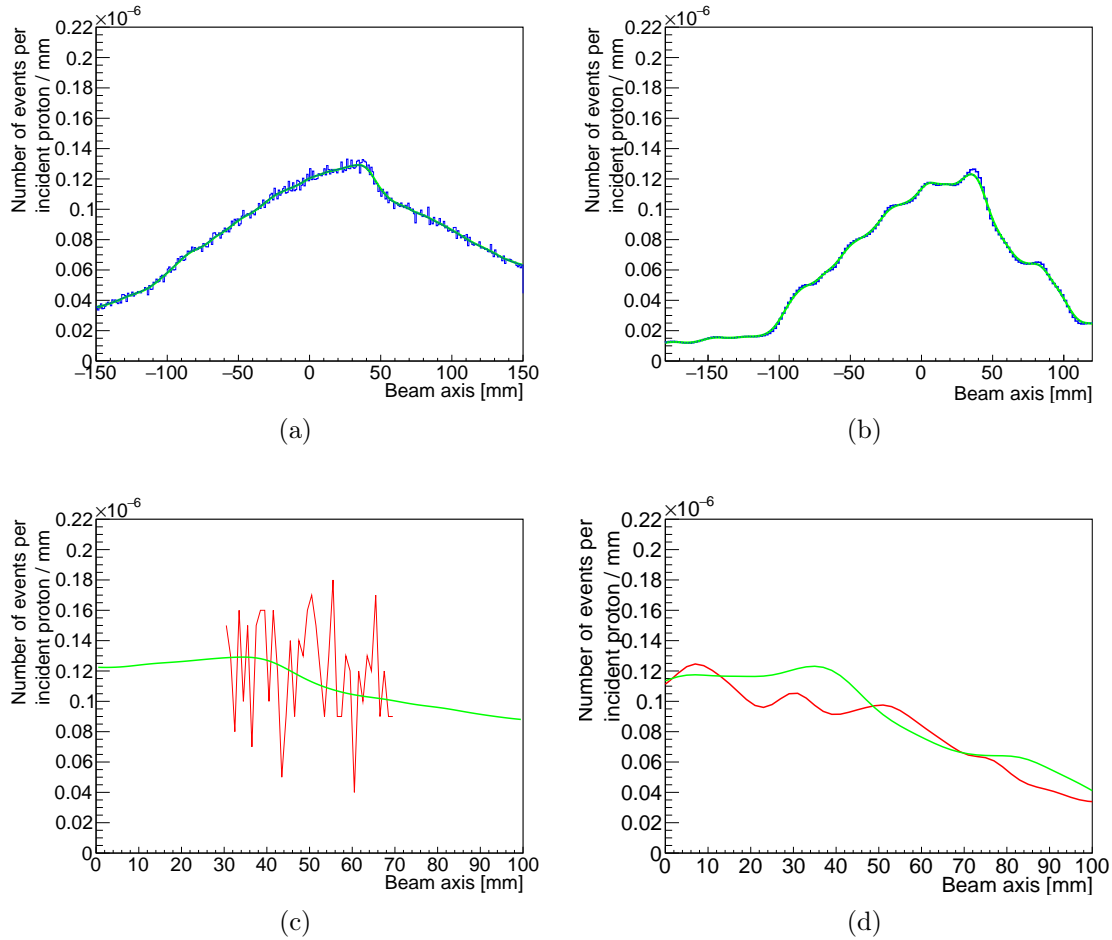 ×10⁻⁶
Number of events per
incident proton / mm
0.22
0.2
0.18
0.16
0.14
0.12
0.1
0.08
0.06
0.04
0.02
0
−150 −100 −50 0 50 100 150
Beam axis [mm]
(a)
×10⁻⁶
Number of events per
incident proton / mm
0.22
0.2
0.18
0.16
0.14
0.12
0.1
0.08
0.06
0.04
0.02
0
−150 −100 −50 0 50 100
Beam axis [mm]
(b)
×10⁻⁶
Number of events per
incident proton / mm
0.22
0.2
0.18
0.16
0.14
0.12
0.1
0.08
0.06
0.04
0.02
0
0 10 20 30 40 50 60 70 80 90 100
Beam axis [mm]
(c)
×10⁻⁶
Number of events per
incident proton / mm
0.22
0.2
0.18
0.16
0.14
0.12
0.1
0.08
0.06
0.04
0.02
0
0 10 20 30 40 50 60 70 80 90 100
Beam axis [mm]
(d)